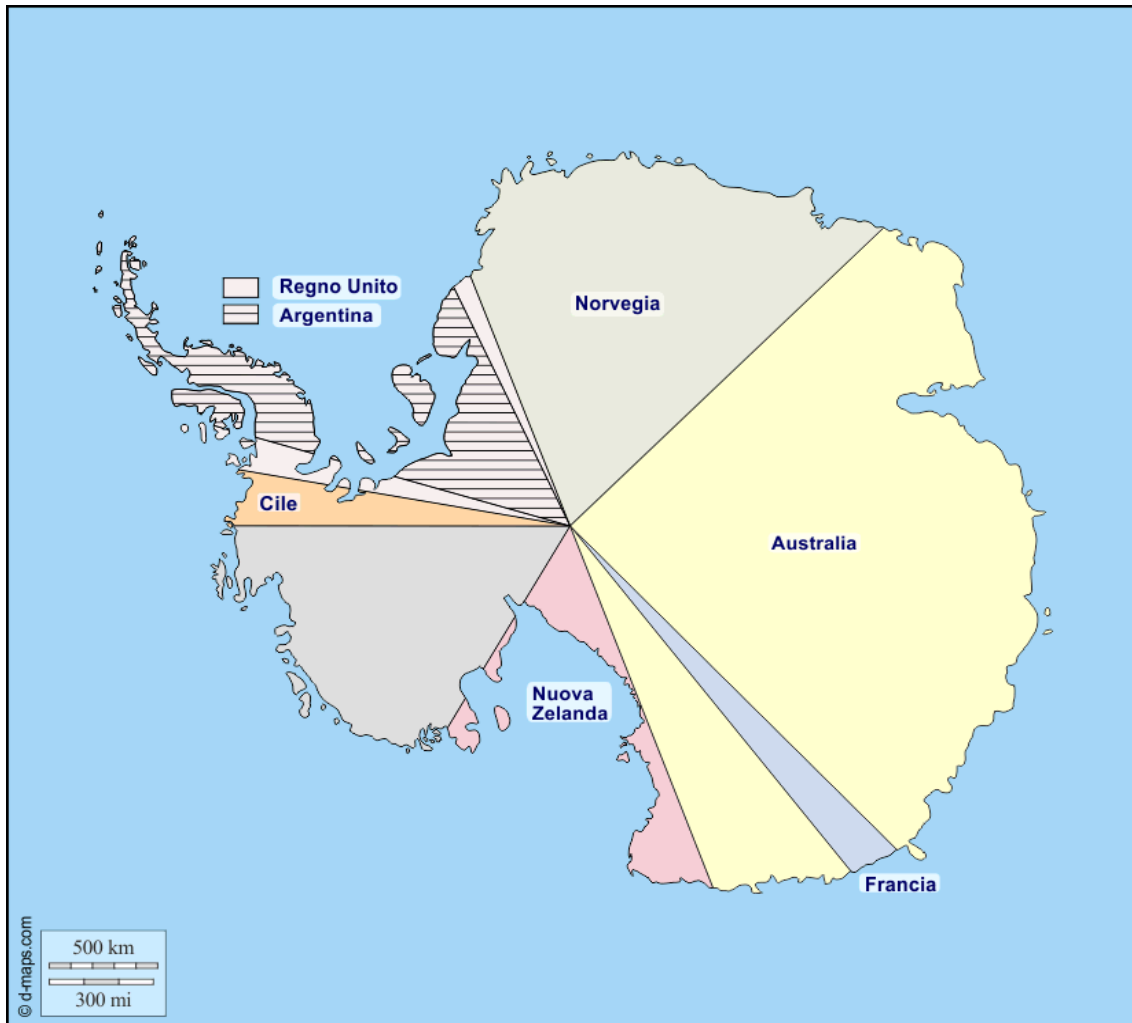 Regno Unito
Argentina
Norvegia
Cile
Australia
Nuova
Zelanda
Francia
500 km
300 mi
© d-maps.com